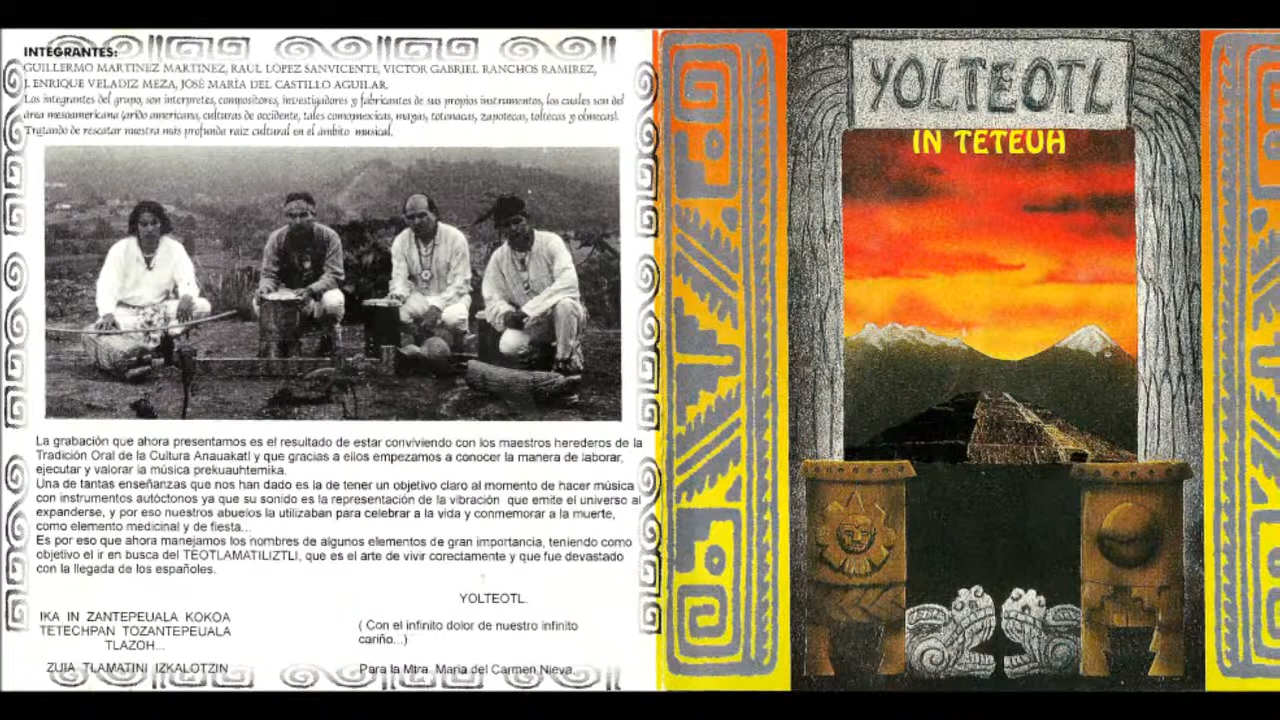 INTEGRANTES:
GUILLERMO MARTINEZ MARTINEZ, RAUL LÓPEZ SANVICENTE, VICTOR GABRIEL RANCHOS RAMIREZ,
J. ENRIQUE VELADIZ MEZA, JOSÉ MARÍA DEL CASTILLO AGUILAR.
Los integrantes del grupo, son interpretes, compositores, investigadores y fabricantes de sus propios instrumentos, los cuales son del
área mesoamericana (arido americana, culturas de occidente, tales comomexicas, mayas, totonacas, zapotecas, toltecas y olmecas).
Tratando de rescatar nuestra más profunda raiz cultural en el ámbito musical.
La grabación que ahora presentamos es el resultado de estar conviviendo con los maestros herederos de la
Tradición Oral de la Cultura Anauakatl y que gracias a ellos empezamos a conocer la manera de laborar,
ejecutar y valorar la música prekuauhtemika.
Una de tantas enseñanzas que nos han dado es la de tener un objetivo claro al momento de hacer música
con instrumentos autóctonos ya que su sonido es la representación de la vibración que emite el universo al
expanderse, y por eso nuestros abuelos la utilizaban para celebrar a la vida y conmemorar a la muerte,
como elemento medicinal y de fiesta...
Es por eso que ahora manejamos los nombres de algunos elementos de gran importancia, teniendo como
objetivo el ir en busca del TEOTLAMATILIZTLI, que es el arte de vivir corectamente y que fue devastado
con la llegada de los españoles.
YOLTEOTL.
IKA IN ZANTEPEUALA KOKOA
TETECHPAN TOZANTEPEUALA
TLAZOH...
( Con el infinito dolor de nuestro infinito
cariño...)
ZUIA TLAMATINI IZKALOTZIN
Para la Mtra. Maria del Carmen Nieva.
YOLTEOTL
IN TETEUH